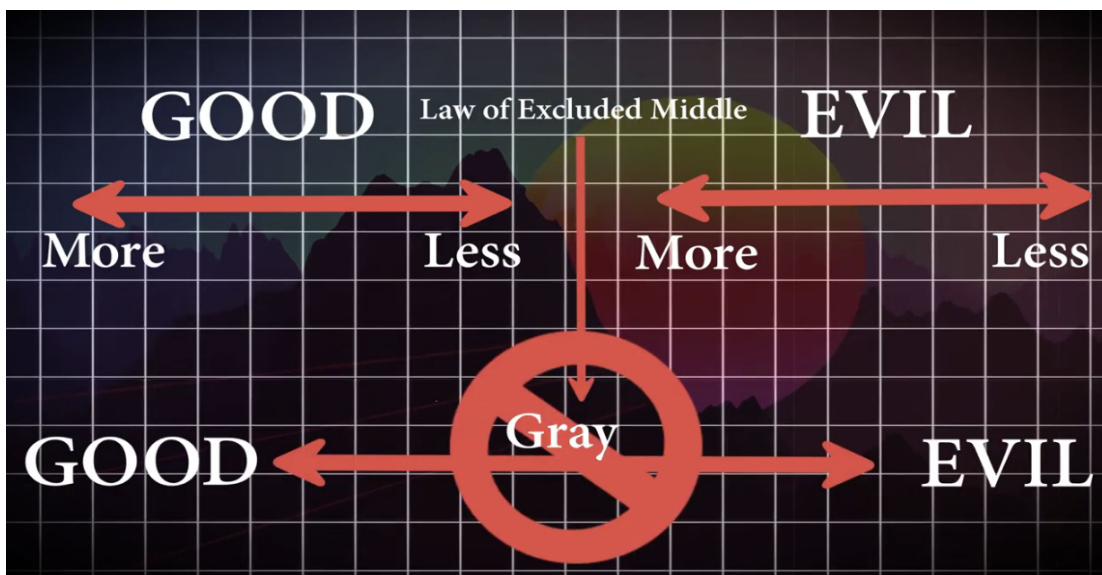 GOOD Law of Excluded Middle EVIL
More Less More Less
Gray
GOOD EVIL